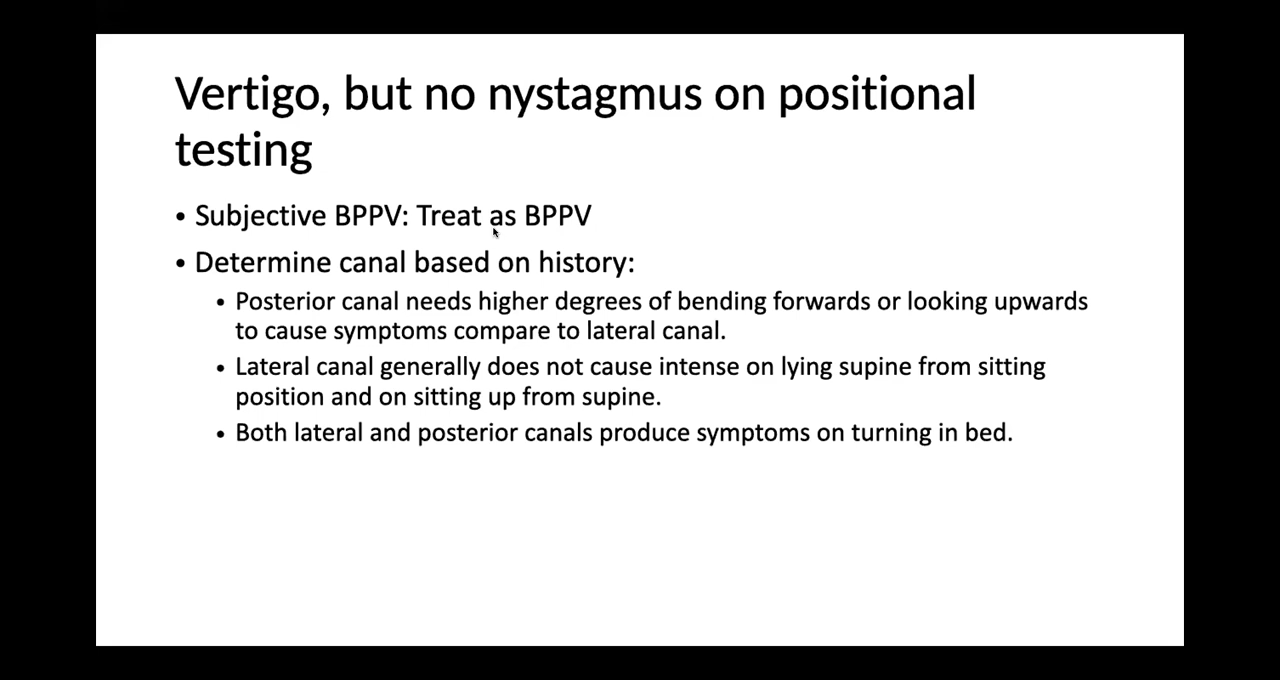 Vertigo, but no nystagmus on positional
testing
• Subjective BPPV: Treat as BPPV
• Determine canal based on history:
• Posterior canal needs higher degrees of bending forwards or looking upwards
to cause symptoms compare to lateral canal.
• Lateral canal generally does not cause intense on lying supine from sitting
position and on sitting up from supine.
• Both lateral and posterior canals produce symptoms on turning in bed.